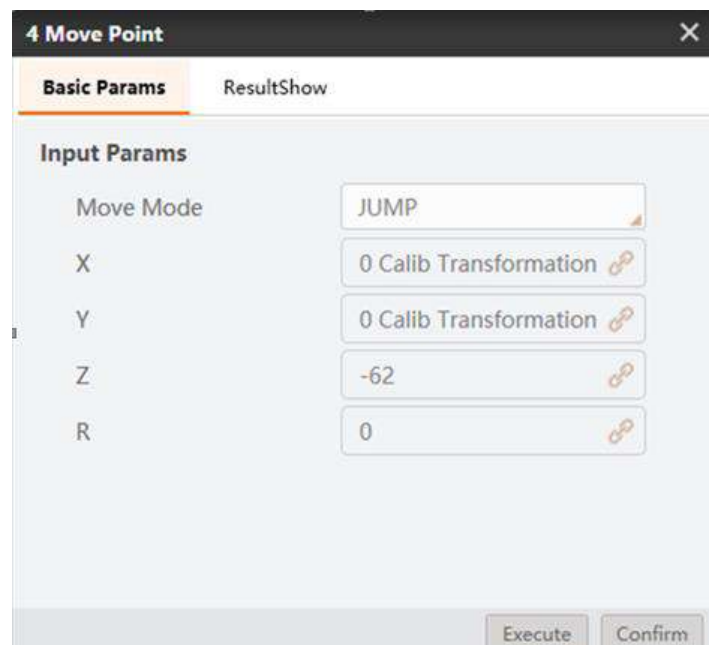 4 Move Point
Basic Params ResultShow
Input Params
Move Mode JUMP
X 0 Calib Transformation
Y 0 Calib Transformation
Z -62
R 0
Execute Confirm